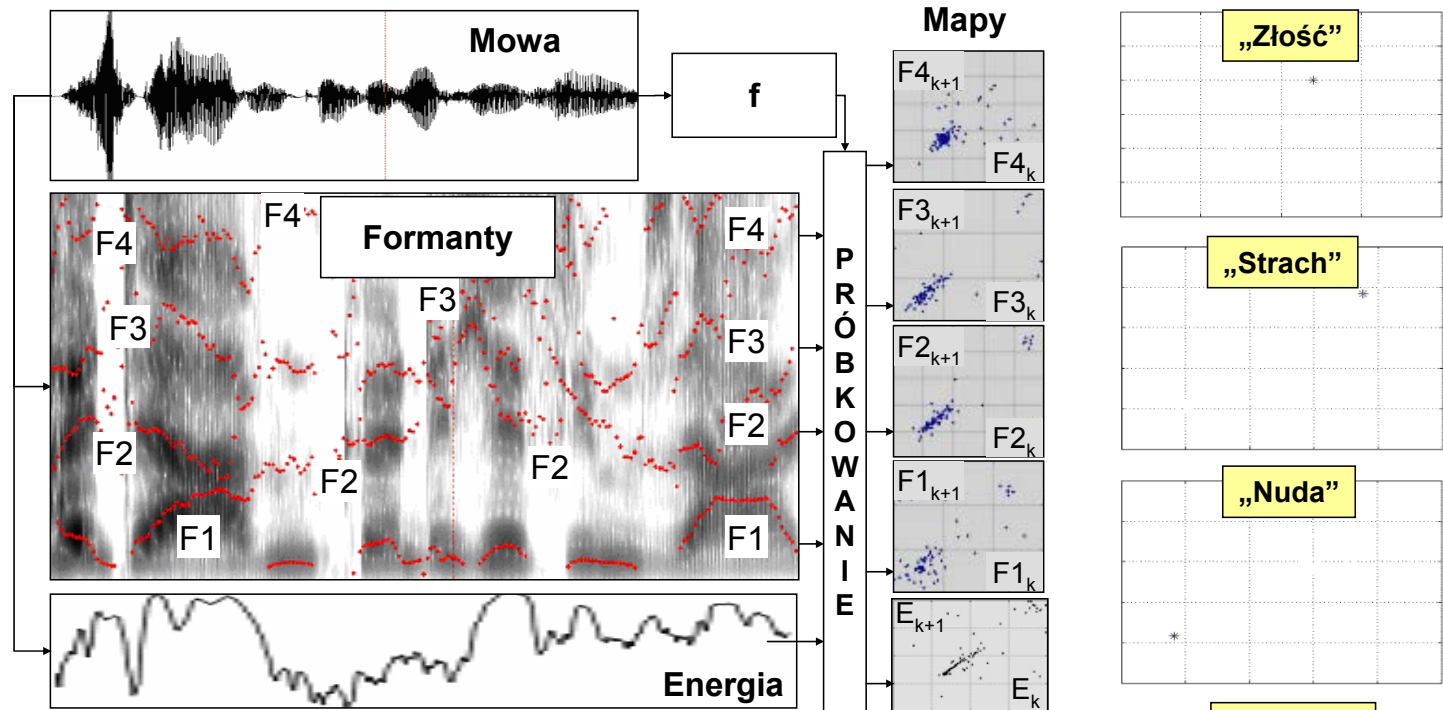 Mowa
f
Mapy
„Złość”
F4ₖ₊₁
F4ₖ
Formanty
F4
F4
F4
F3
F3
F3
F2
F2
F2
F2
F1
F1
PRÓBKOWANIE
F3ₖ₊₁
F3ₖ
„Strach”
F2ₖ₊₁
F2ₖ
F1ₖ₊₁
F1ₖ
„Nuda”
Eₖ₊₁
Eₖ
Energia